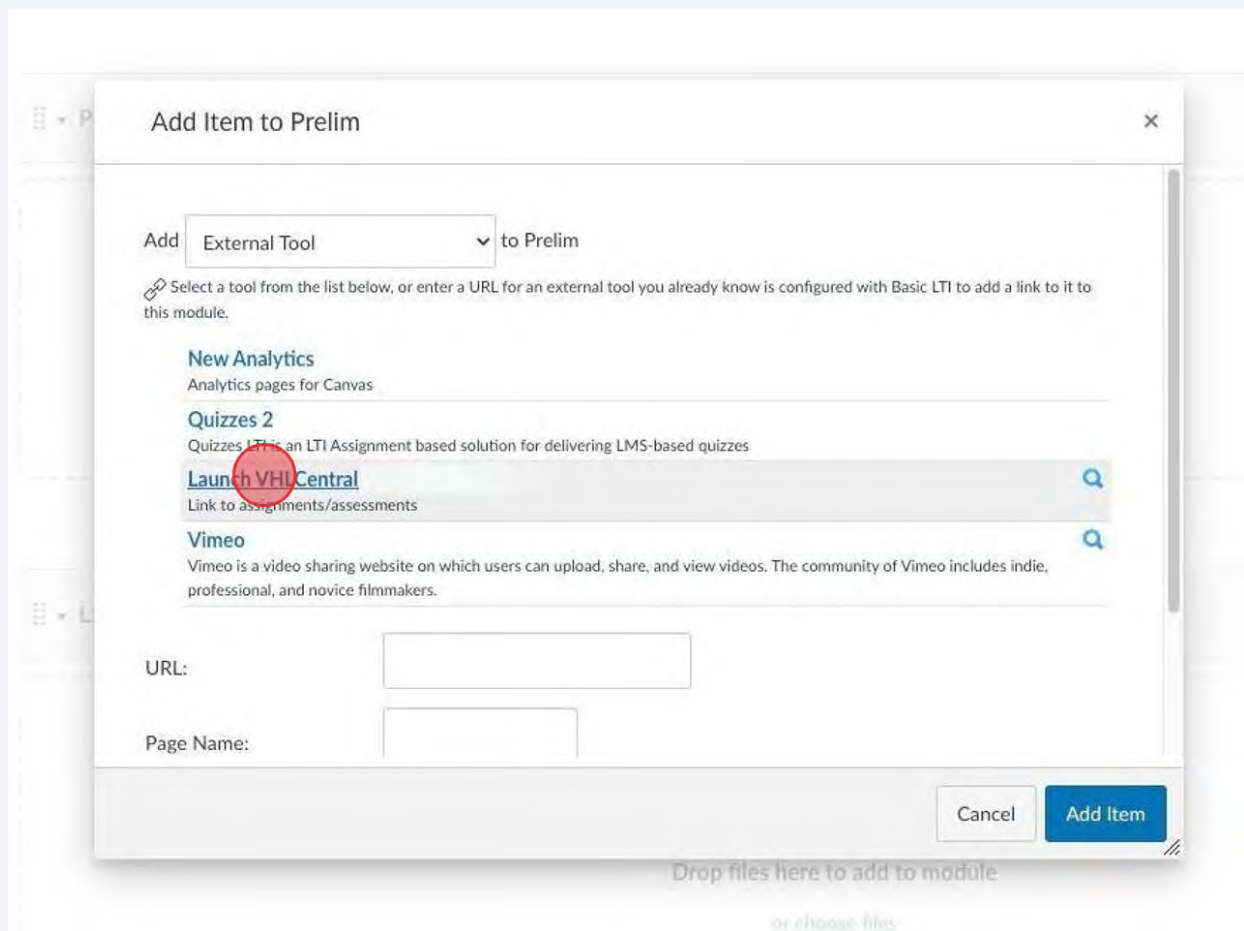 P
Add Item to Prelim
×
Add External Tool to Prelim
Select a tool from the list below, or enter a URL for an external tool you already know is configured with Basic LTI to add a link to it to
this module.
New Analytics
Analytics pages for Canvas
Quizzes 2
Quizzes LTI is an LTI Assignment based solution for delivering LMS-based quizzes
Launch VHLCentral
Link to assignments/assessments
Vimeo
Vimeo is a video sharing website on which users can upload, share, and view videos. The community of Vimeo includes indie,
professional, and novice filmmakers.
L
URL:
Page Name:
Cancel Add Item
Drop files here to add to module
or choose files